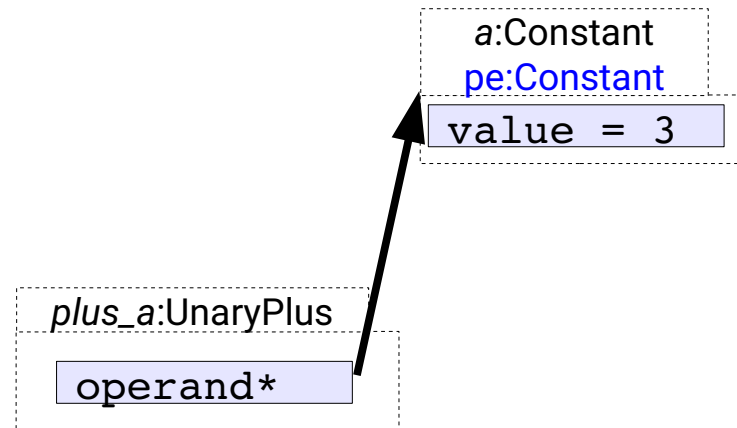 a:Constant
pe:Constant
value = 3
plus_a:UnaryPlus
operand*